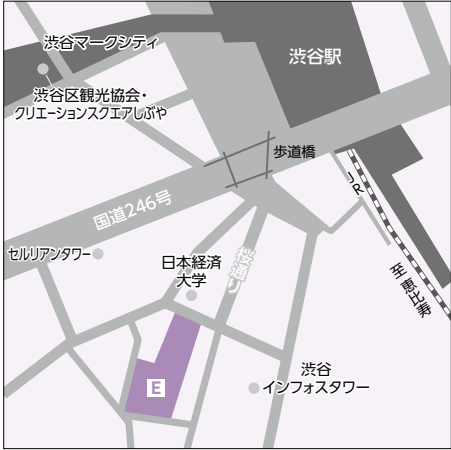 渋谷マークシティ
渋谷駅
渋谷区観光協会・
クリエーションスクエアしぶや
歩道橋
JR
国道246号
セルリアンタワー
日本経済
大学
桜通り
至 恵比寿
E
渋谷
インフォスタワー